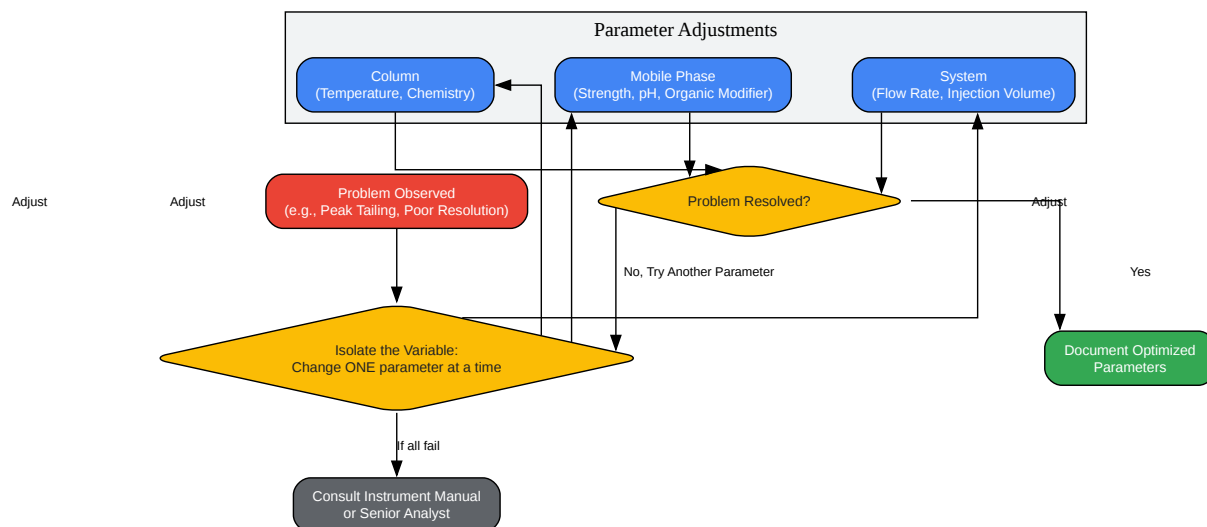 Parameter Adjustments
Column
(Temperature, Chemistry)
Mobile Phase
(Strength, pH, Organic Modifier)
System
(Flow Rate, Injection Volume)
Adjust
Adjust
Problem Observed
(e.g., Peak Tailing, Poor Resolution)
Problem Resolved?
Adjust
No, Try Another Parameter
Yes
Isolate the Variable:
Change ONE parameter at a time
Document Optimized
Parameters
If all fail
Consult Instrument Manual
or Senior Analyst